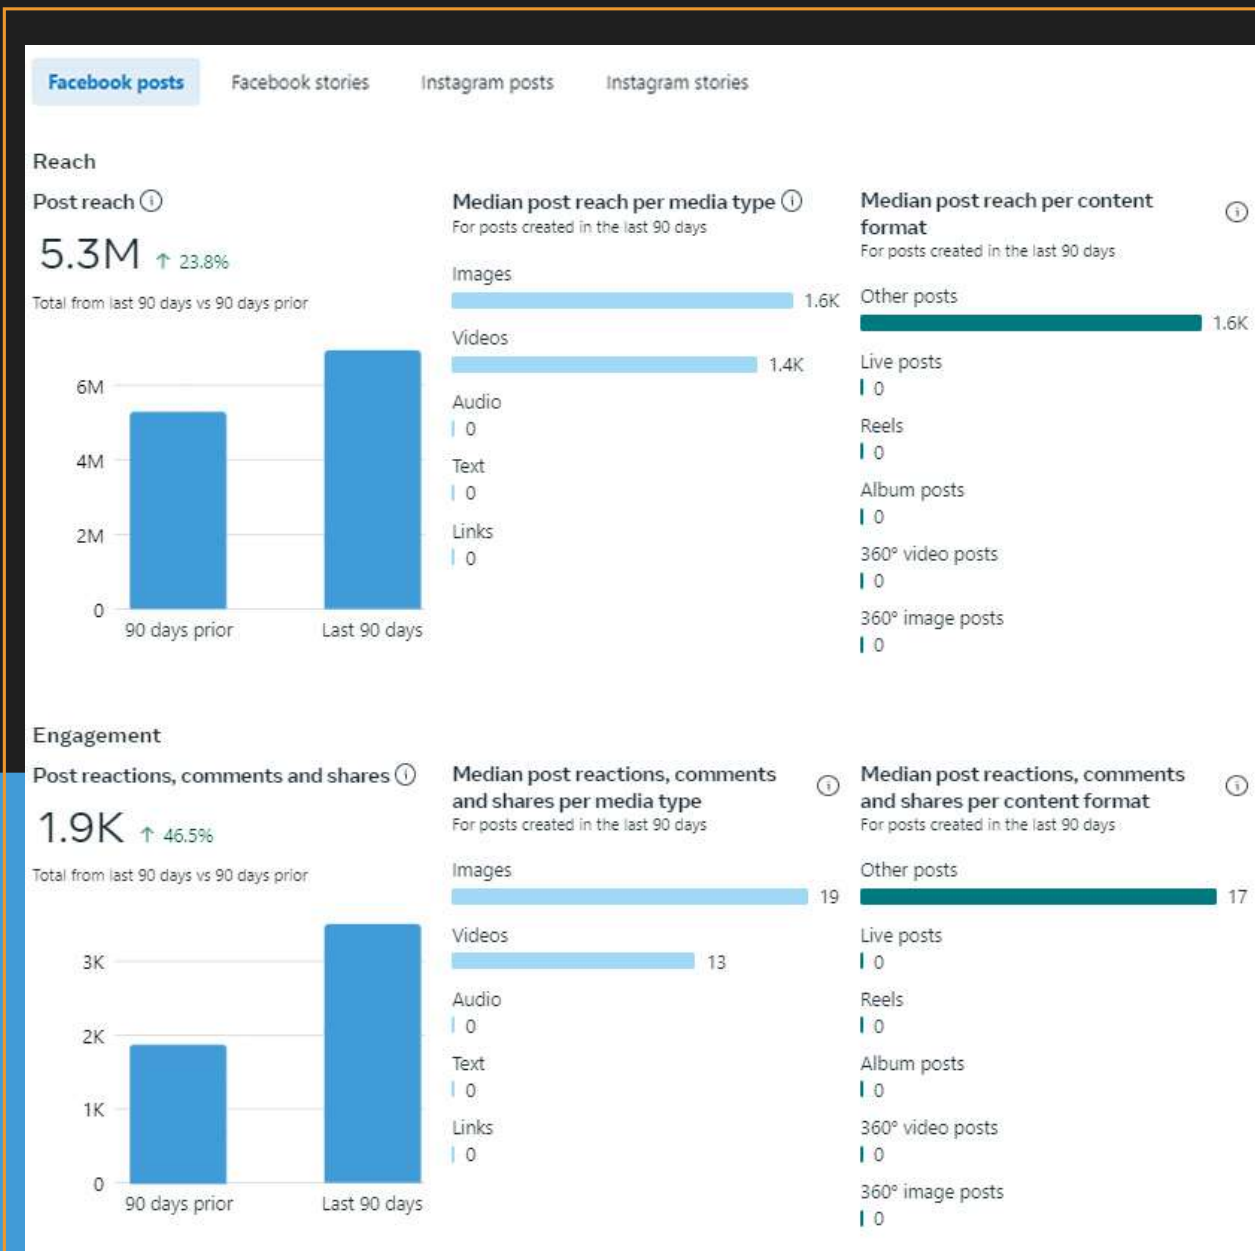 Facebook posts
Facebook stories
Instagram posts
Instagram stories
Reach
Post reach
5.3M ↑ 23.8%
Total from last 90 days vs 90 days prior
6M
4M
2M
0
90 days prior
Last 90 days
Median post reach per media type
For posts created in the last 90 days
Images
1.6K
Videos
1.4K
Audio
0
Text
0
Links
0
Median post reach per content
format
For posts created in the last 90 days
Other posts
1.6K
Live posts
0
Reels
0
Album posts
0
360° video posts
0
360° image posts
0
Engagement
Post reactions, comments and shares
1.9K ↑ 46.5%
Total from last 90 days vs 90 days prior
3K
2K
1K
0
90 days prior
Last 90 days
Median post reactions, comments
and shares per media type
For posts created in the last 90 days
Images
19
Videos
13
Audio
0
Text
0
Links
0
Median post reactions, comments
and shares per content format
For posts created in the last 90 days
Other posts
17
Live posts
0
Reels
0
Album posts
0
360° video posts
0
360° image posts
0